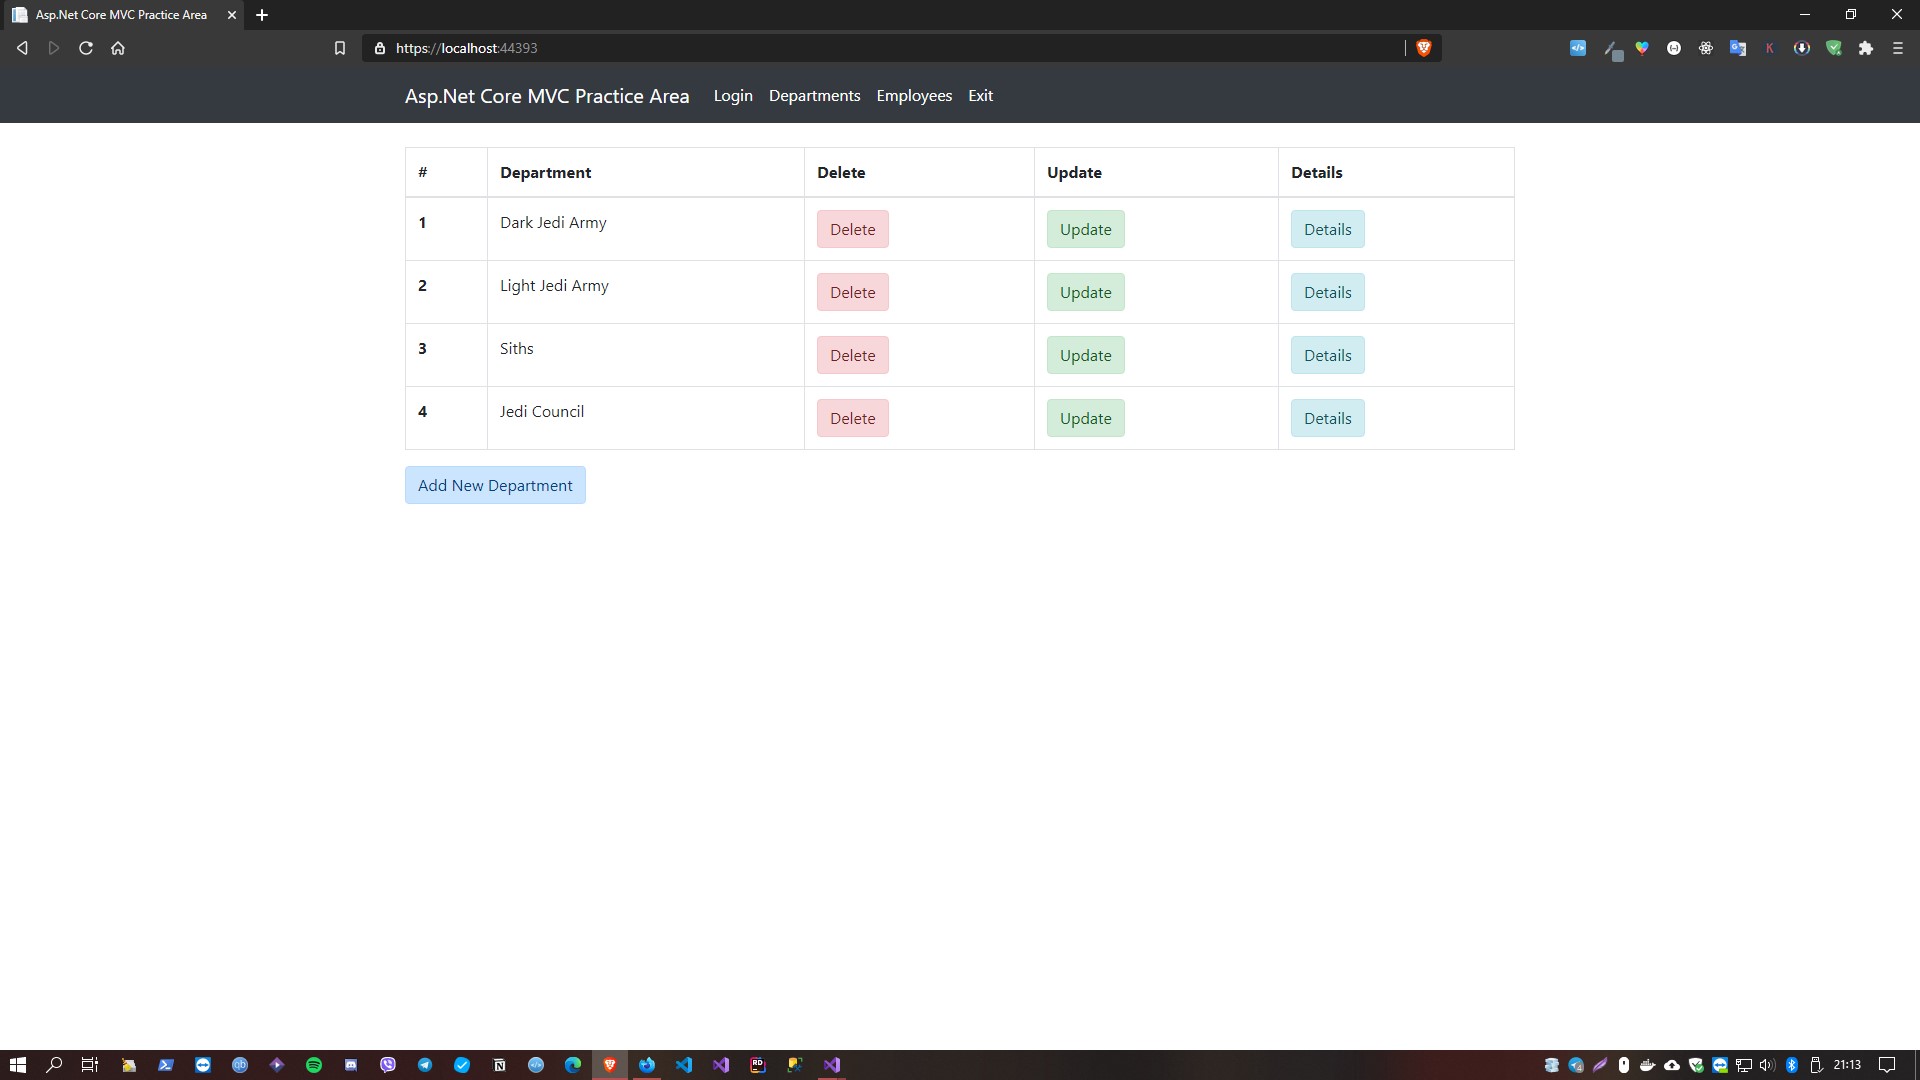 Asp.Net Core MVC Practice Area
https://localhost:44393
Asp.Net Core MVC Practice Area Login Departments Employees Exit
# Department Delete Update Details
1 Dark Jedi Army Delete Update Details
2 Light Jedi Army Delete Update Details
3 Siths Delete Update Details
4 Jedi Council Delete Update Details
Add New Department
21:13